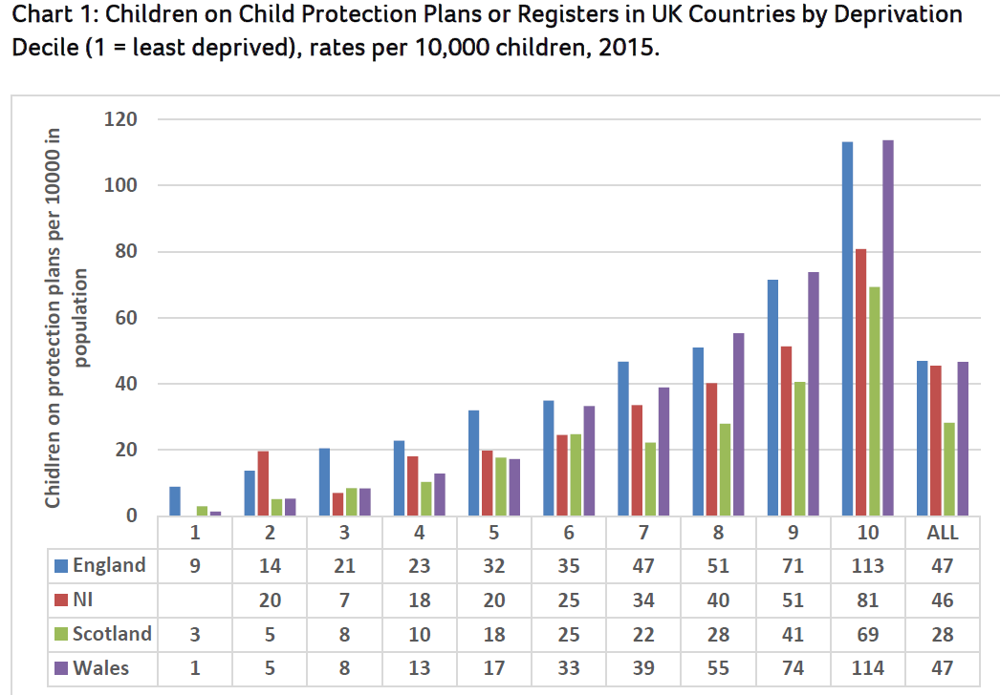 Chart 1: Children on Child Protection Plans or Registers in UK Countries by Deprivation
Decile (1 = least deprived), rates per 10,000 children, 2015.
Chidlren on protection plans per 10000 in
population
120
100
80
60
40
20
0
1 2 3 4 5 6 7 8 9 10 ALL
England 9 14 21 23 32 35 47 51 71 113 47
NI 20 7 18 20 25 34 40 51 81 46
Scotland 3 5 8 10 18 25 22 28 41 69 28
Wales 1 5 8 13 17 33 39 55 74 114 47